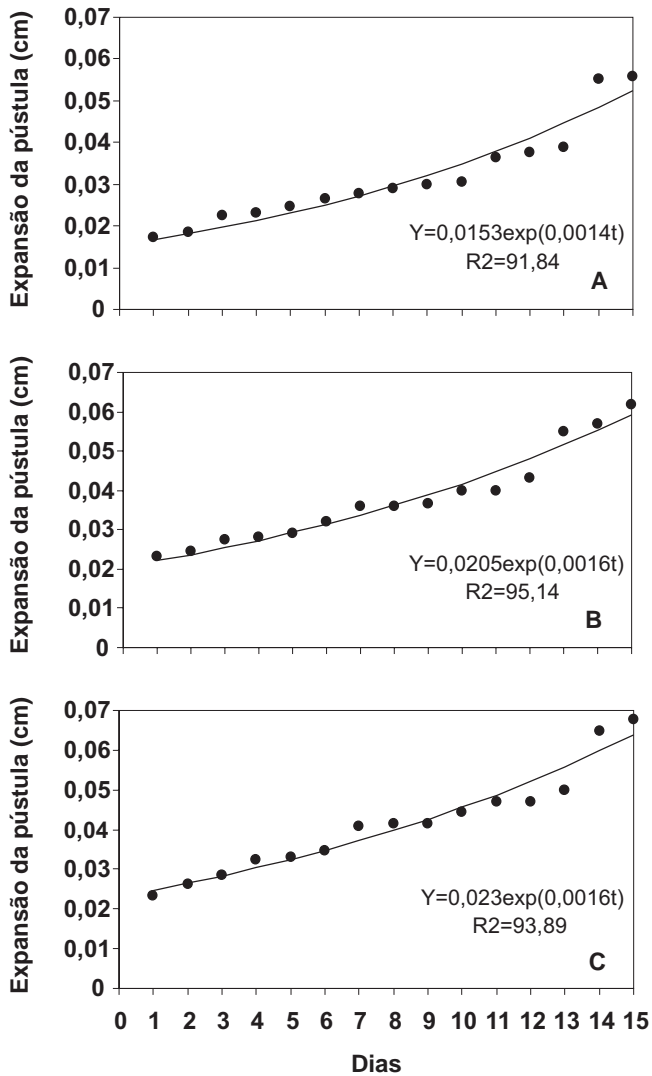 Expansão da pústula (cm)
0,07
0,06
0,05
0,04
0,03
0,02
0,01
0
Y=0,0153exp(0,0014t)
R2=91,84
A
Expansão da pústula (cm)
0,07
0,06
0,05
0,04
0,03
0,02
0,01
0
Y=0,0205exp(0,0016t)
R2=95,14
B
Expansão da pústula (cm)
0,07
0,06
0,05
0,04
0,03
0,02
0,01
0
Y=0,023exp(0,0016t)
R2=93,89
C
0 1 2 3 4 5 6 7 8 9 10 11 12 13 14 15
Dias